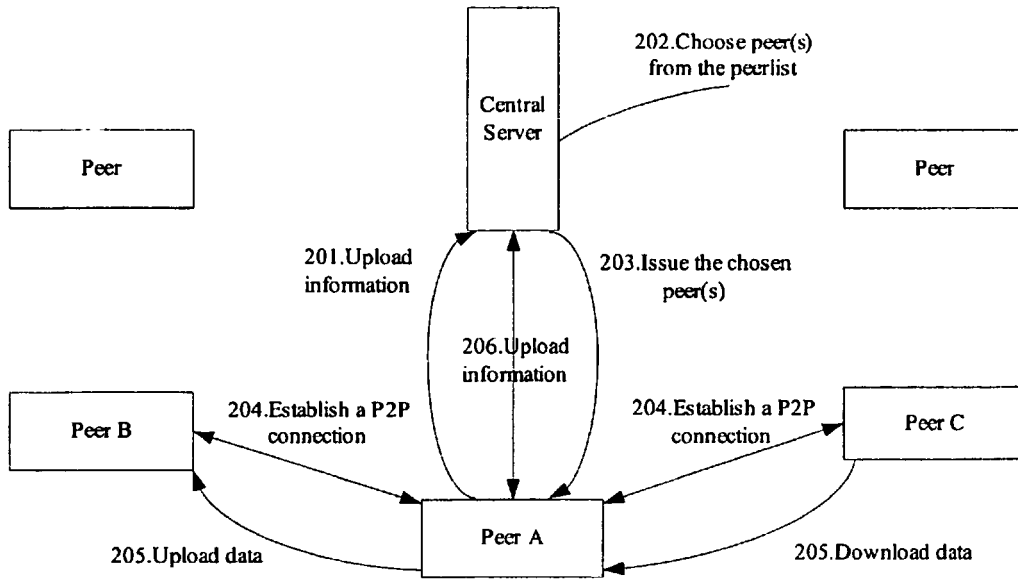 202.Choose peer(s)
from the peerlist
Central
Server
Peer
Peer
201.Upload
information
203.Issue the chosen
peer(s)
206.Upload
information
204.Establish a P2P
connection
204.Establish a P2P
connection
Peer B
Peer C
Peer A
205.Upload data
205.Download data